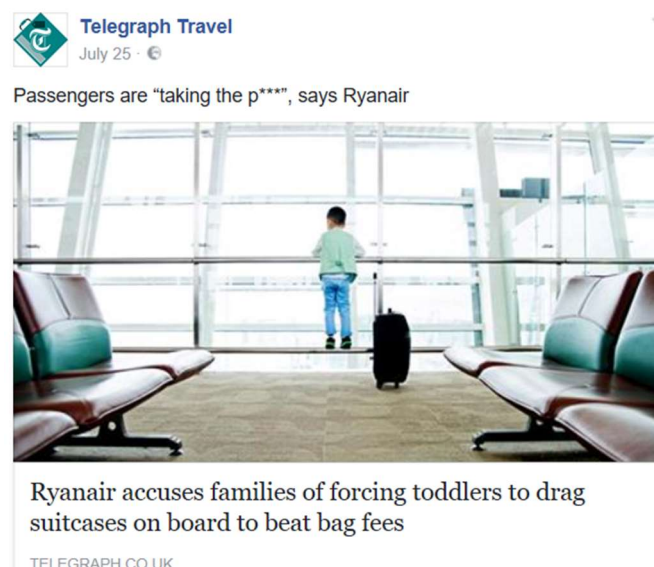 Telegraph Travel
July 25 ·
Passengers are “taking the p***”, says Ryanair
Ryanair accuses families of forcing toddlers to drag
suitcases on board to beat bag fees
TELEGRAPH.CO.UK